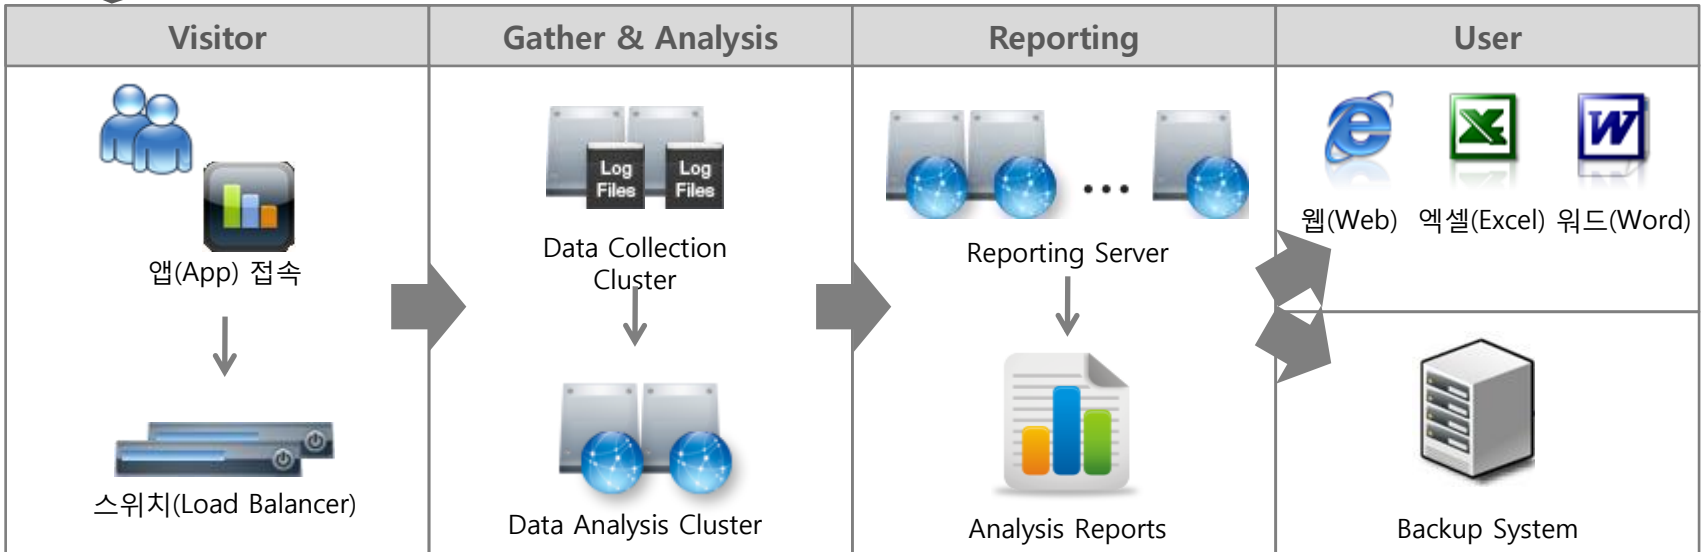 Visitor
Gather & Analysis
Reporting
User
앱(App) 접속
스위치(Load Balancer)
Log
Files
Log
Files
Data Collection
Cluster
Data Analysis Cluster
...
Reporting Server
Analysis Reports
웹(Web)
엑셀(Excel)
워드(Word)
Backup System